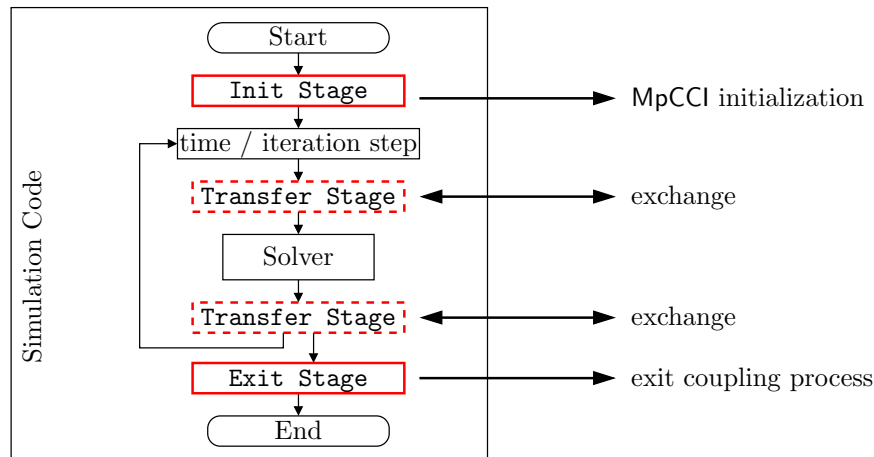 Start
Init Stage
MpCCI initialization
time / iteration step
Transfer Stage
exchange
Solver
Simulation Code
Transfer Stage
exchange
Exit Stage
exit coupling process
End